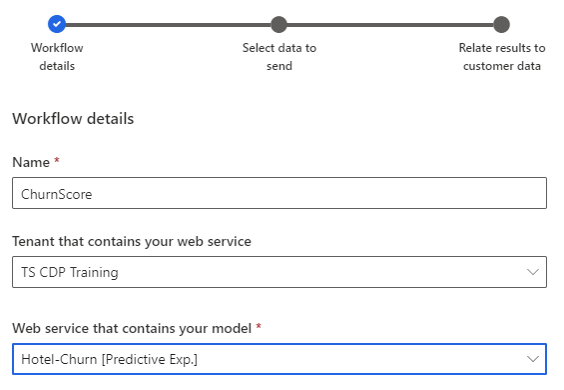 Workflow details
Select data to send
Relate results to customer data
Workflow details
Name *
ChurnScore
Tenant that contains your web service
TS CDP Training
Web service that contains your model *
Hotel-Churn [Predictive Exp.]